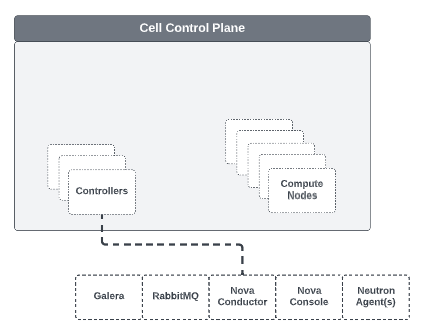 Cell Control Plane
Controllers
Compute
Nodes
Galera
RabbitMQ
Nova
Conductor
Nova
Console
Neutron
Agent(s)